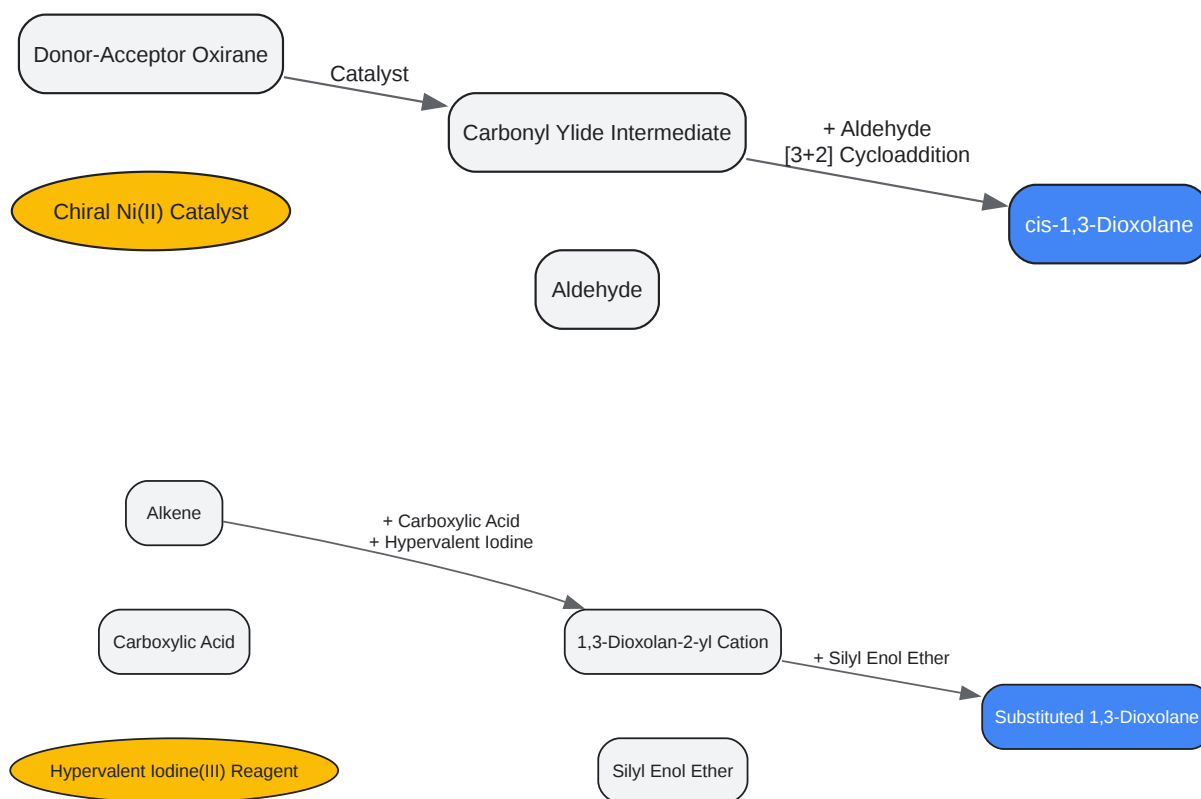 Donor-Acceptor Oxirane
Catalyst
Carbonyl Ylide Intermediate
+ Aldehyde
[3+2] Cycloaddition
Chiral Ni(II) Catalyst
cis-1,3-Dioxolane
Aldehyde
Alkene
+ Carboxylic Acid
+ Hypervalent Iodine
Carboxylic Acid
1,3-Dioxolan-2-yl Cation
+ Silyl Enol Ether
Substituted 1,3-Dioxolane
Hypervalent Iodine(III) Reagent
Silyl Enol Ether